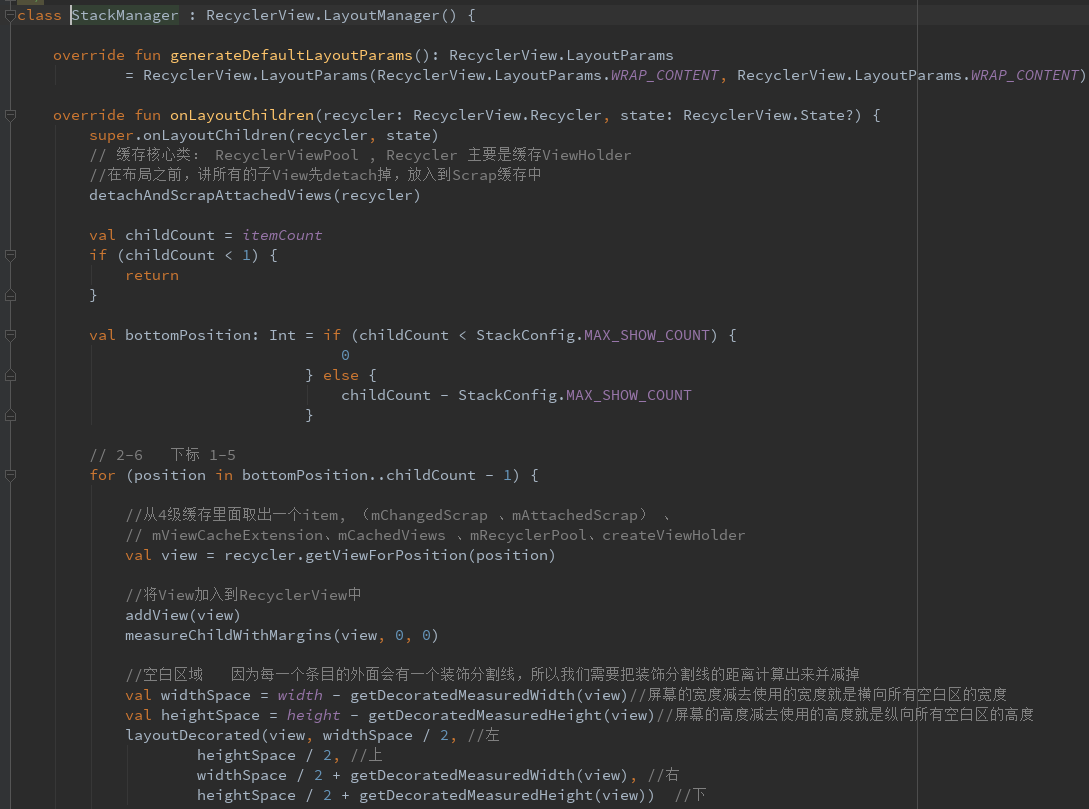 class StackManager : RecyclerView.LayoutManager() {
override fun generateDefaultLayoutParams(): RecyclerView.LayoutParams
= RecyclerView.LayoutParams(RecyclerView.LayoutParams.WRAP_CONTENT, RecyclerView.LayoutParams.WRAP_CONTENT)
override fun onLayoutChildren(recycler: RecyclerView.Recycler, state: RecyclerView.State?) {
super.onLayoutChildren(recycler, state)
// 缓存核心类： RecyclerViewPool , Recycler 主要是缓存ViewHolder
//在布局之前，讲所有的子View先detach掉，放入到Scrap缓存中
detachAndScrapAttachedViews(recycler)
val childCount = itemCount
if (childCount < 1) {
return
}
val bottomPosition: Int = if (childCount < StackConfig.MAX_SHOW_COUNT) {
0
} else {
childCount - StackConfig.MAX_SHOW_COUNT
}
// 2-6 下标 1-5
for (position in bottomPosition..childCount - 1) {
//从4级缓存里面取出一个item, （mChangedScrap 、mAttachedScrap） 、
// mViewCacheExtension、mCachedViews 、mRecyclerPool、createViewHolder
val view = recycler.getViewForPosition(position)
//将View加入到RecyclerView中
addView(view)
measureChildWithMargins(view, 0, 0)
//空白区域 因为每一个条目的外面会有一个装饰分割线，所以我们需要把装饰分割线的距离计算出来并减掉
val widthSpace = width - getDecoratedMeasuredWidth(view)//屏幕的宽度减去使用的宽度就是横向所有空白区的宽度
val heightSpace = height - getDecoratedMeasuredHeight(view)//屏幕的高度减去使用的高度就是纵向所有空白区的高度
layoutDecorated(view, widthSpace / 2, //左
heightSpace / 2, //上
widthSpace / 2 + getDecoratedMeasuredWidth(view), //右
heightSpace / 2 + getDecoratedMeasuredHeight(view)) //下